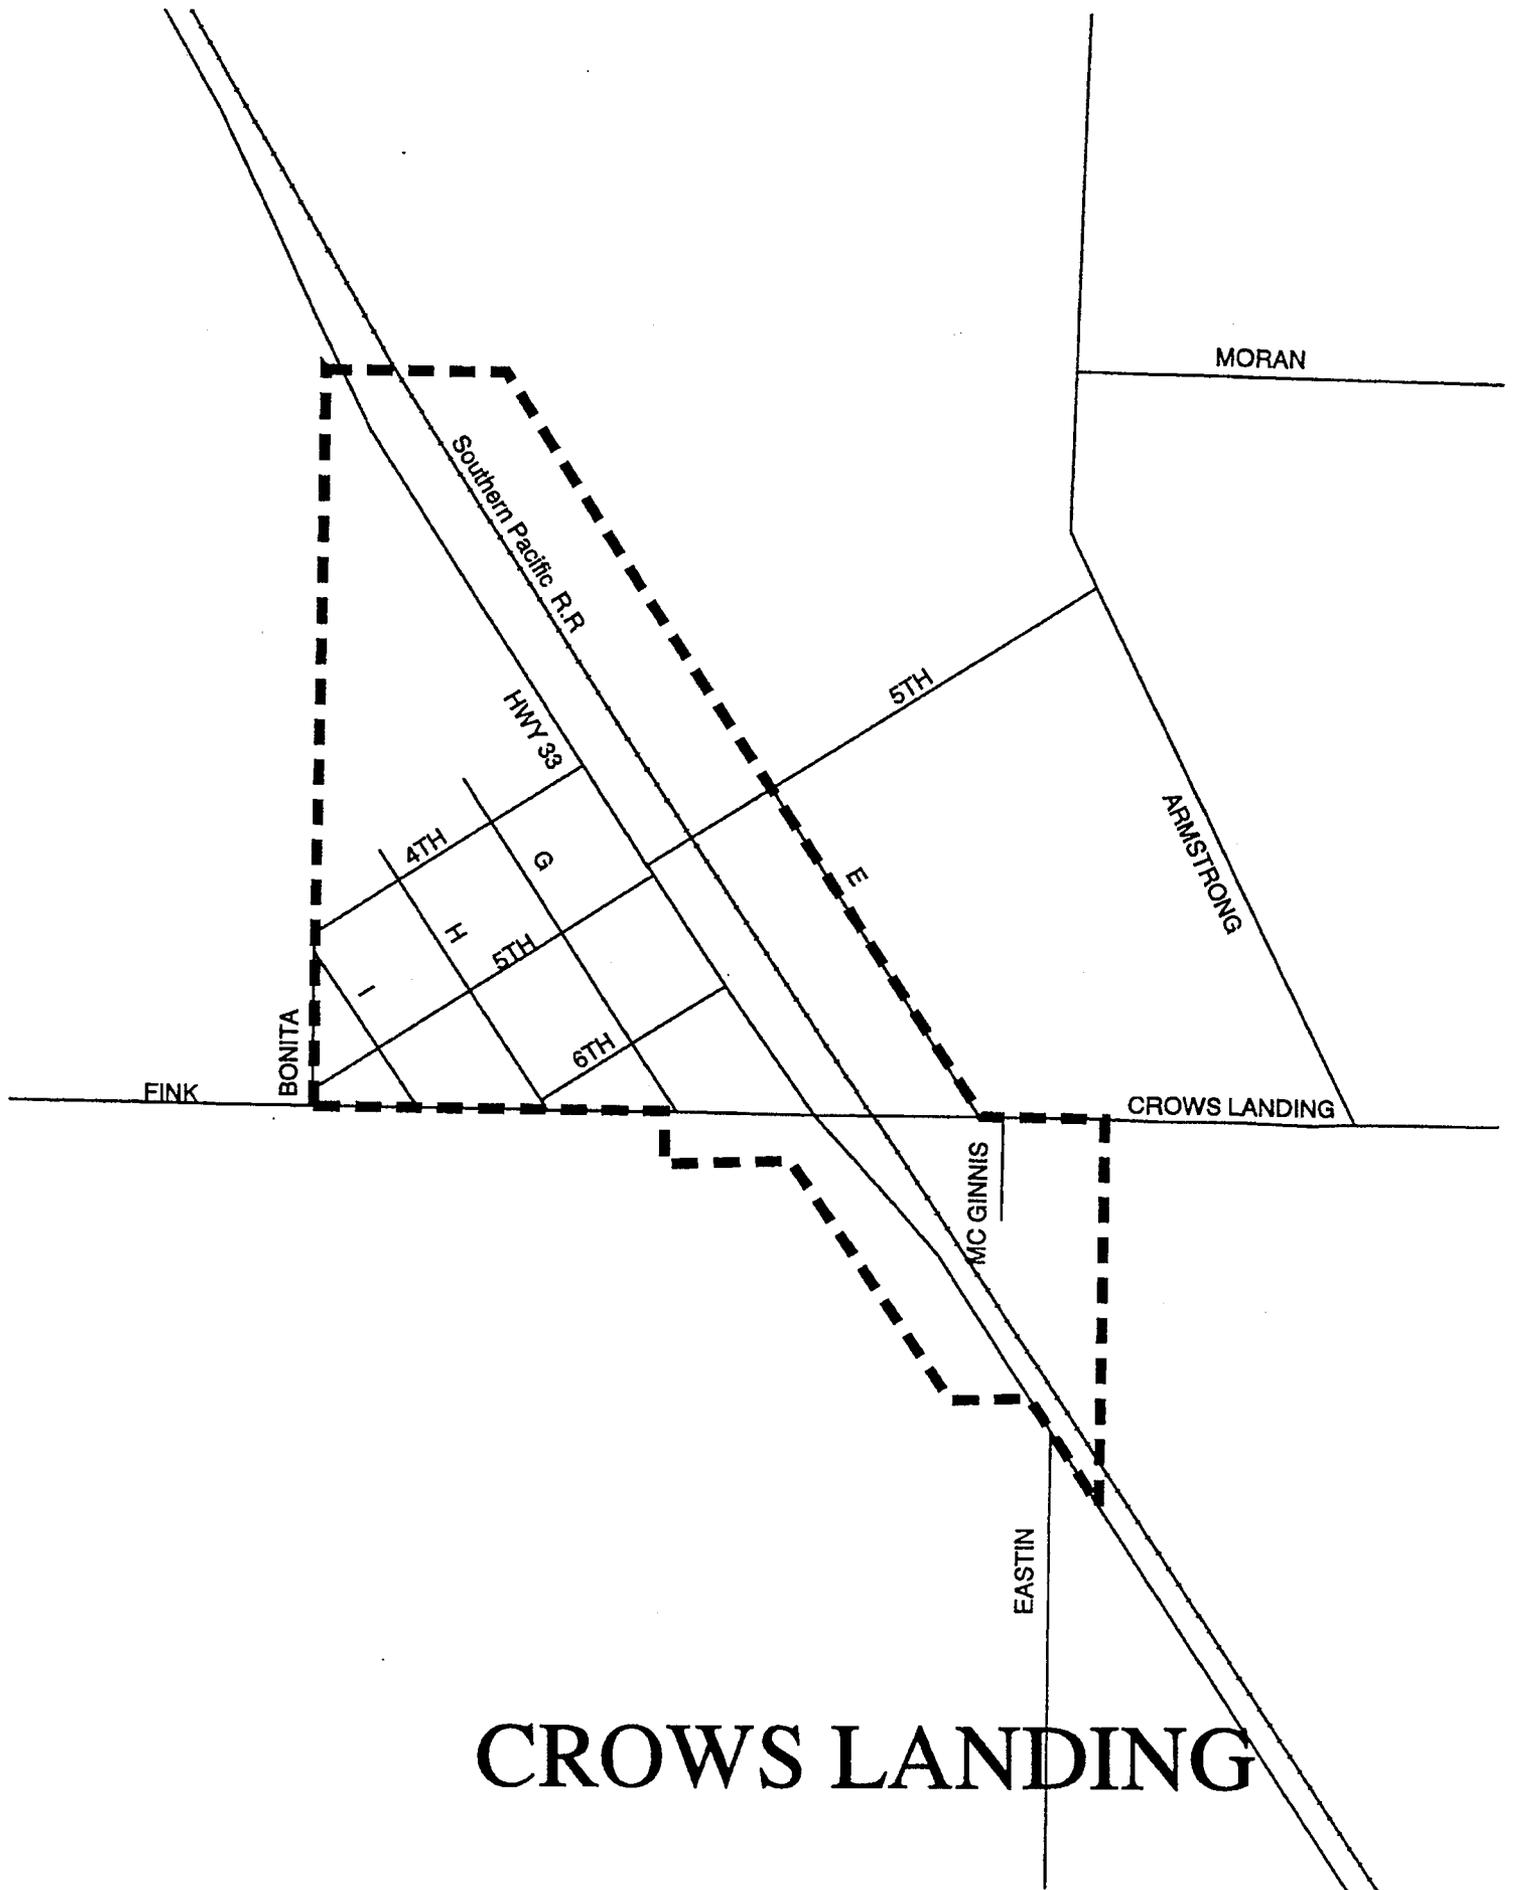 MORAN
Southern Pacific R.R
5TH
HWY 33
ARMSTRONG
4TH
G
E
H
5TH
I
BONITA
6TH
FINK
CROWS LANDING
MC GINNIS
EASTIN
CROWS LANDING